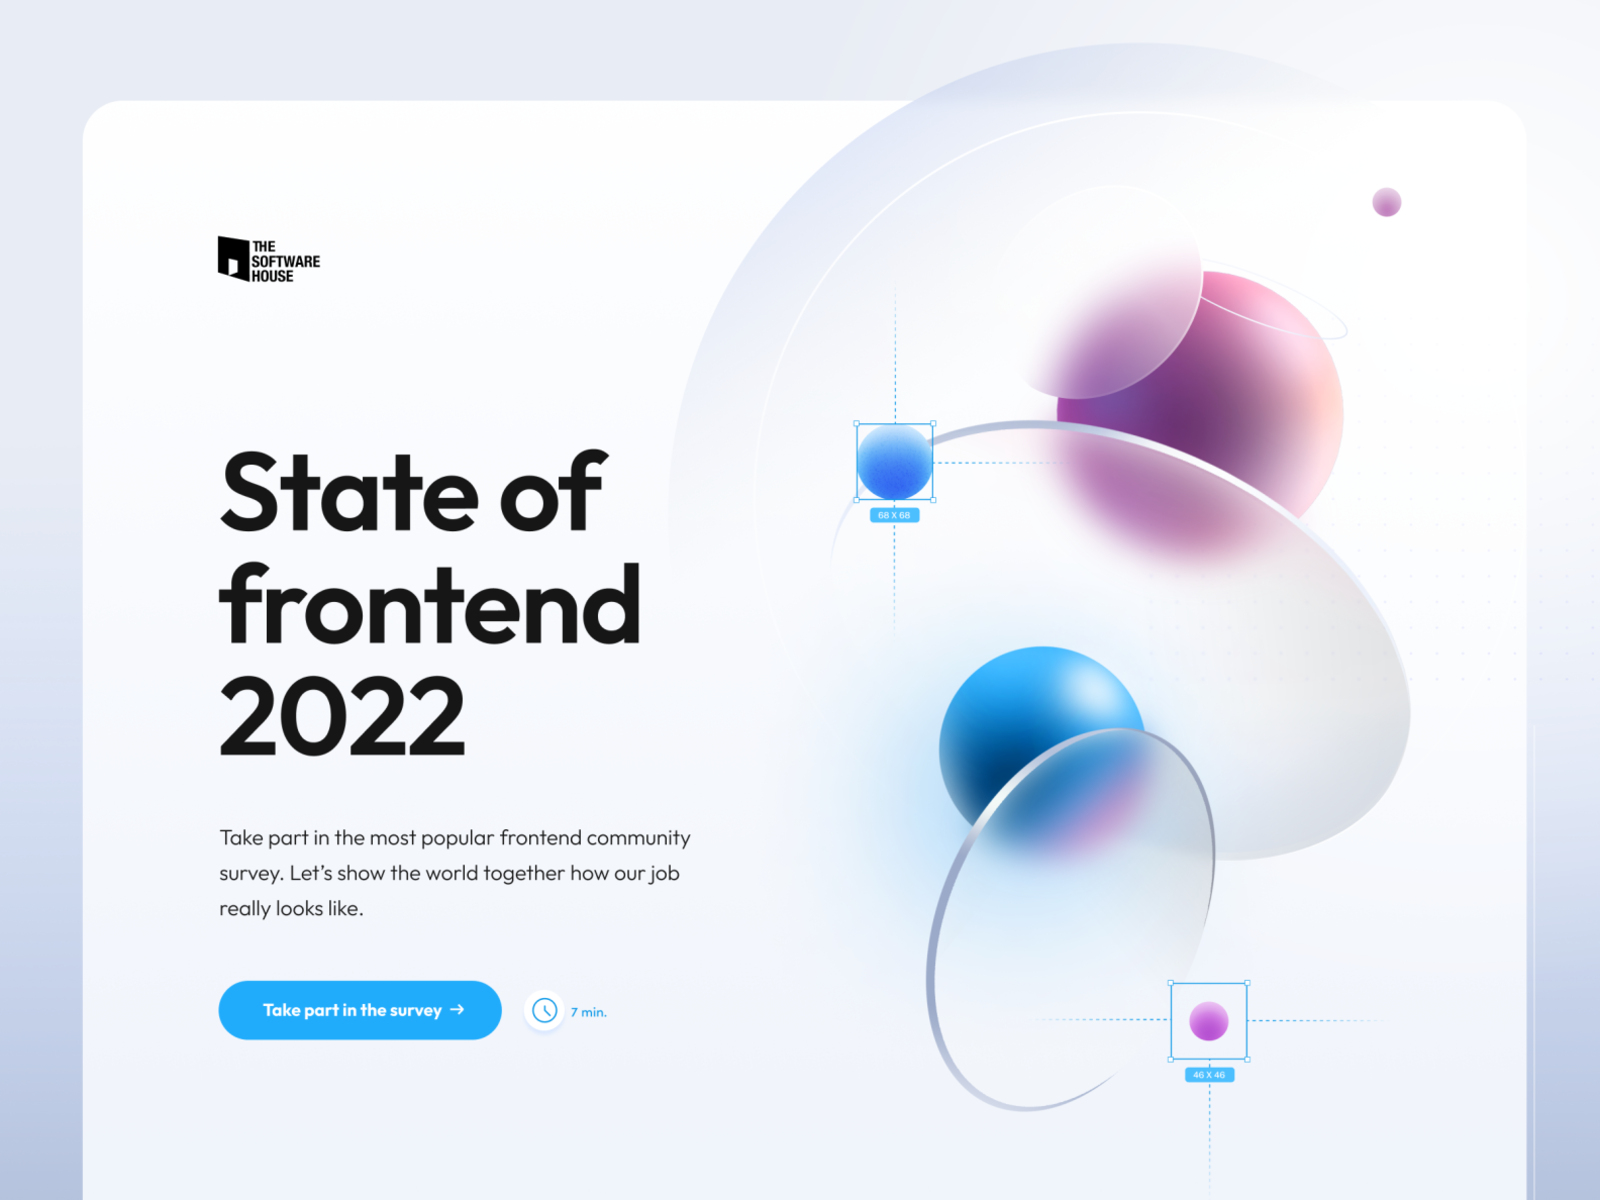 THE
SOFTWARE
HOUSE
State of
frontend
2022
Take part in the most popular frontend community
survey. Let’s show the world together how our job
really looks like.
Take part in the survey →
7 min.
68 X 68
46 X 46